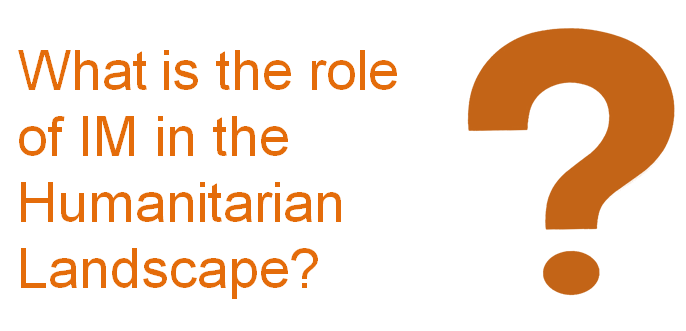 What is the role
of IM in the
Humanitarian
Landscape?
?